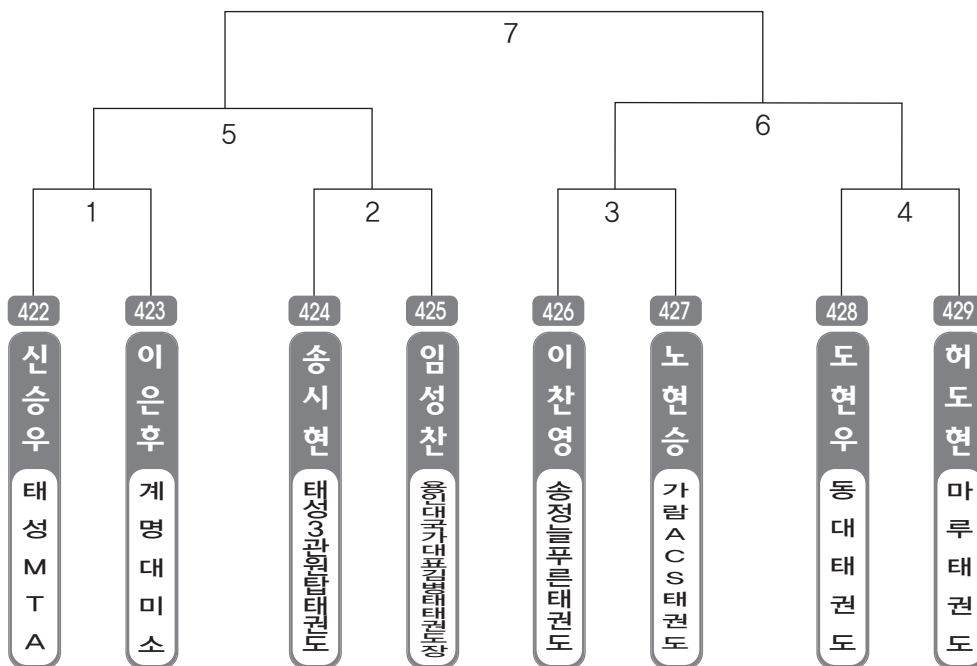 7
5
6
1
2
3
4
422
423
424
425
426
427
428
429
신승우
이은후
송시현
임성찬
이찬영
노현승
도현우
허도현
태성MTA
계명대미소
태성3관원탑태권도
용인대국가대표김병태태권도장
송정늘푸른태권도
가람ACS태권도
동대태권도
마루태권도